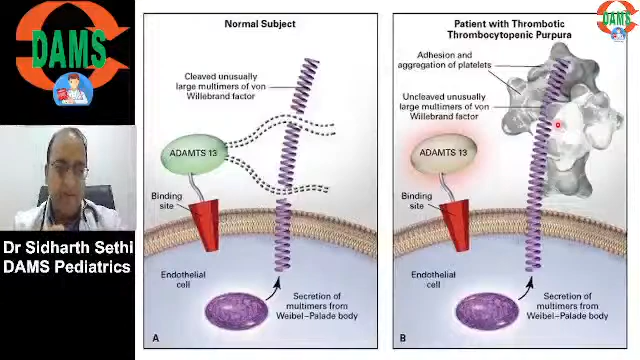 DAMS
Dr Sidharth Sethi
DAMS Pediatrics
Normal Subject
Cleaved unusually
large multimers of von
Willebrand factor
ADAMTS 13
Binding
site
Endothelial
cell
Secretion of
multimers from
Weibel–Palade body
A
Patient with Thrombotic
Thrombocytopenic Purpura
Adhesion and
aggregation of platelets
Uncleaved unusually
large multimers of von
Willebrand factor
ADAMTS 13
Binding
site
Endothelial
cell
Secretion of
multimers from
Weibel–Palade body
B
DAMS